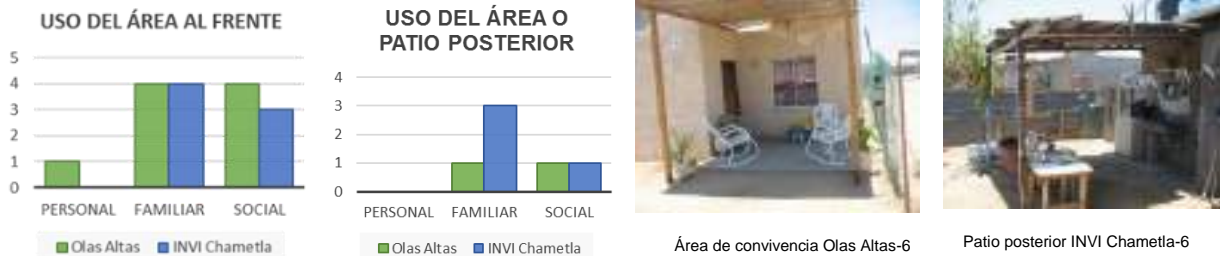 USO DEL ÁREA AL FRENTE
5
4
3
2
1
0
PERSONAL FAMILIAR SOCIAL
Olas Altas INVI Chametla
USO DEL ÁREA O
PATIO POSTERIOR
4
3
2
1
0
PERSONAL FAMILIAR SOCIAL
Olas Altas INVI Chametla
Área de convivencia Olas Altas-6
Patio posterior INVI Chametla-6